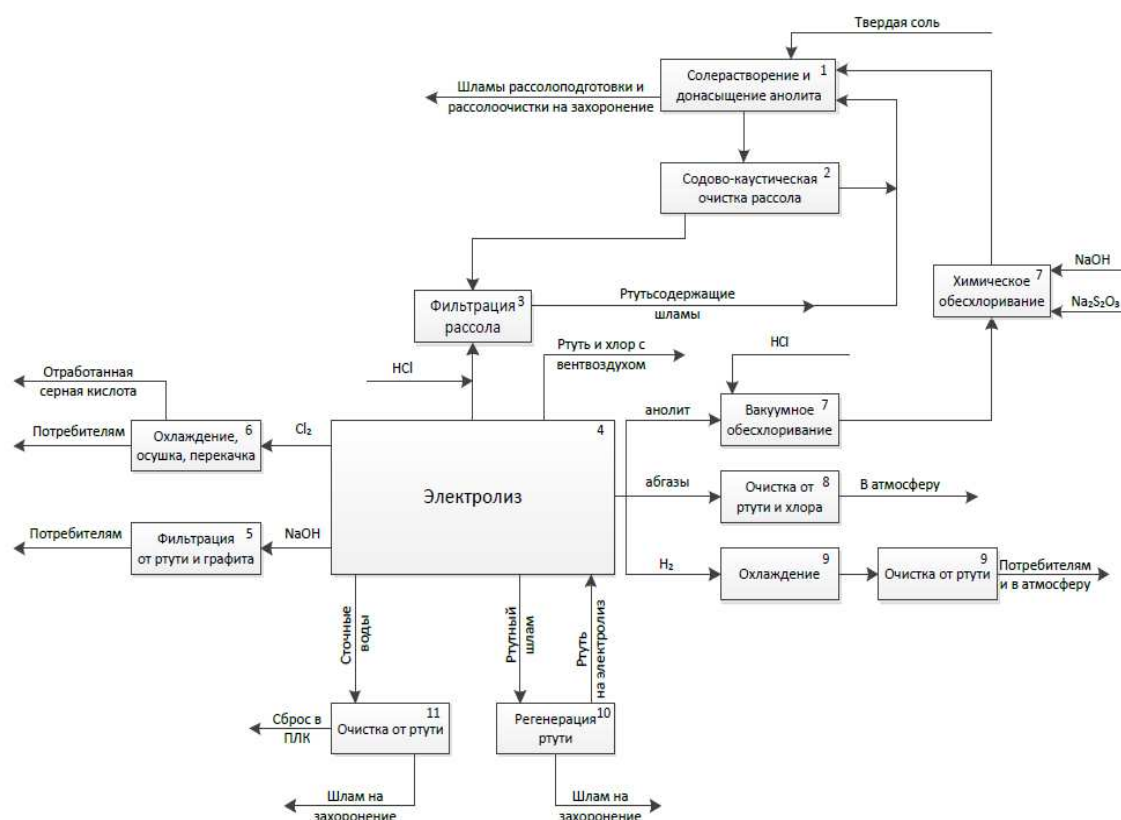 Твердая соль
Солерастворение и 1
донасыщение анолита
Шламы рассолоподготовки и
рассолоочистки на захоронение
Содово-каустическая 2
очистка рассола
NaOH
Химическое 7
обесхлоривание
Na₂S₂O₃
Фильтрация 3
рассола
Ртутьсодержащие
шламы
HCl
Ртуть и хлор с
вентвоздухом
HCl
Отработанная
серная кислота
Потребителям
Охлаждение, 6
осушка, перекачка
Cl₂
Электролиз 4
анолит
Вакуумное 7
обесхлоривание
абгазы
Очистка от 8
ртути и хлора
В атмосферу
Потребителям
Фильтрация 5
от ртути и графита
NaOH
H₂
Охлаждение 9
Очистка от ртути 9
Потребителям
и в атмосферу
Сточные
воды
Ртутный
шлам
Ртуть
на электролиз
Сброс в
ПЛК
Очистка от ртути 11
Регенерация 10
ртути
Шлам на
захоронение
Шлам на
захоронение